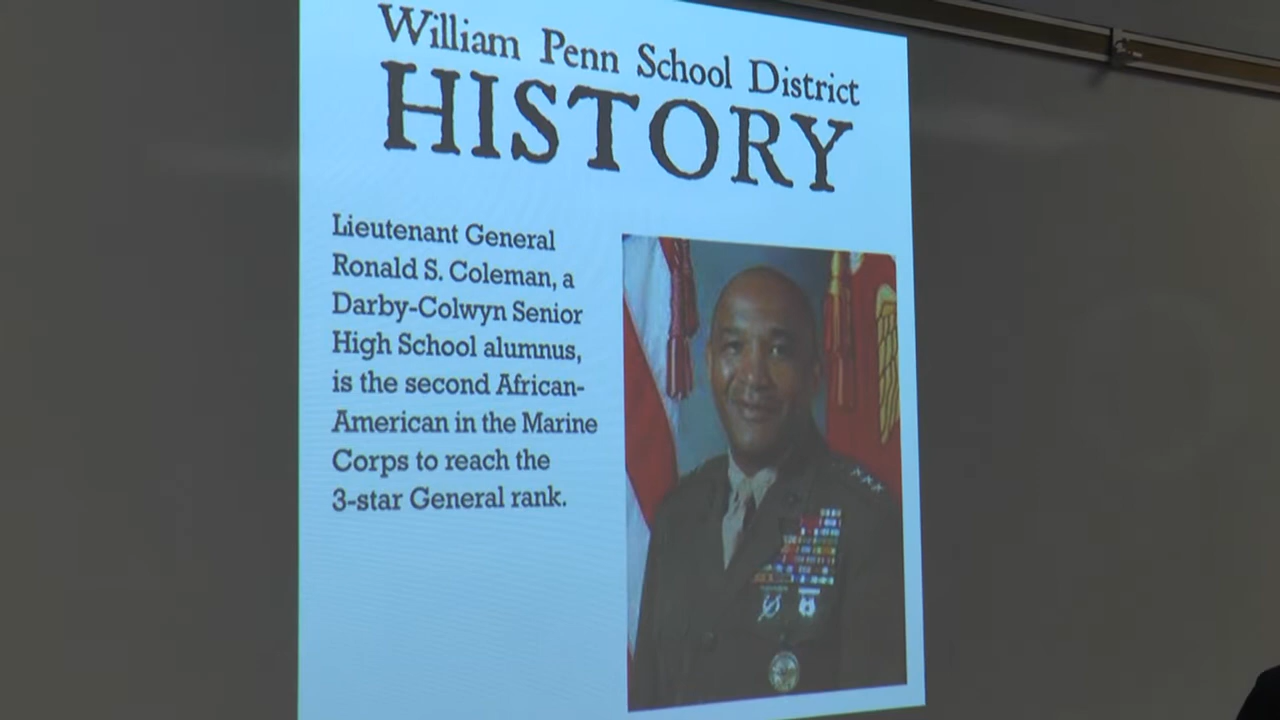 William Penn School District
HISTORY
Lieutenant General
Ronald S. Coleman, a
Darby-Colwyn Senior
High School alumnus,
is the second African-
American in the Marine
Corps to reach the
3-star General rank.